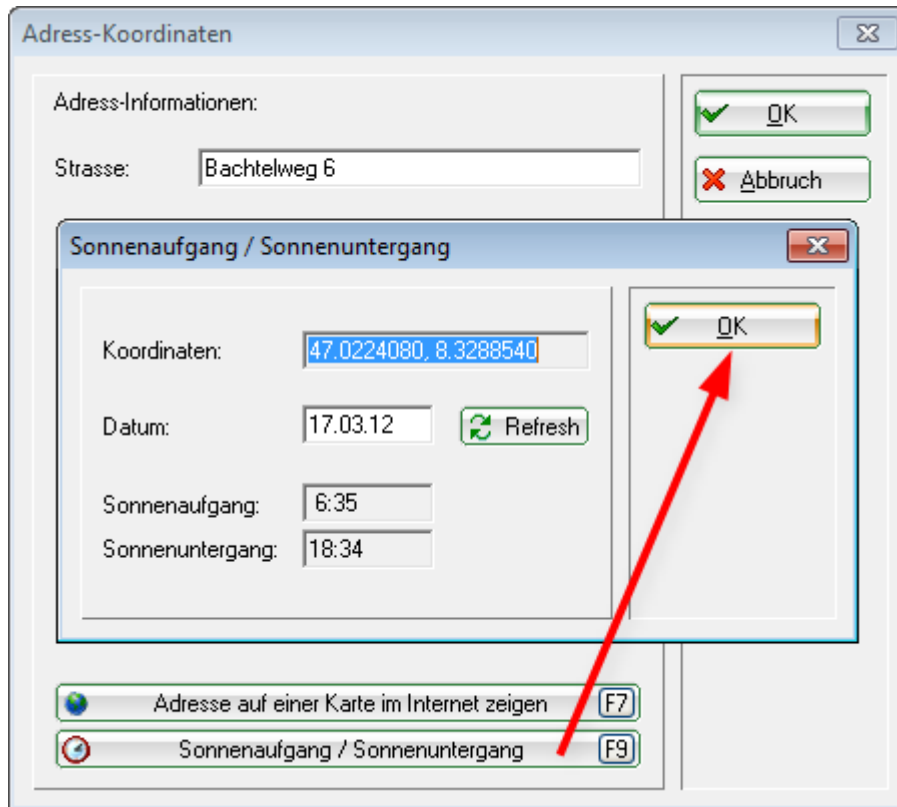 Adress-Koordinaten
Adress-Informationen:
OK
Strasse: Bachtelweg 6
Abbruch
Sonnenaufgang / Sonnenuntergang
Koordinaten: 47.0224080, 8.3288540
OK
Datum: 17.03.12 Refresh
Sonnenaufgang: 6:35
Sonnenuntergang: 18:34
Adresse auf einer Karte im Internet zeigen F7
Sonnenaufgang / Sonnenuntergang F9